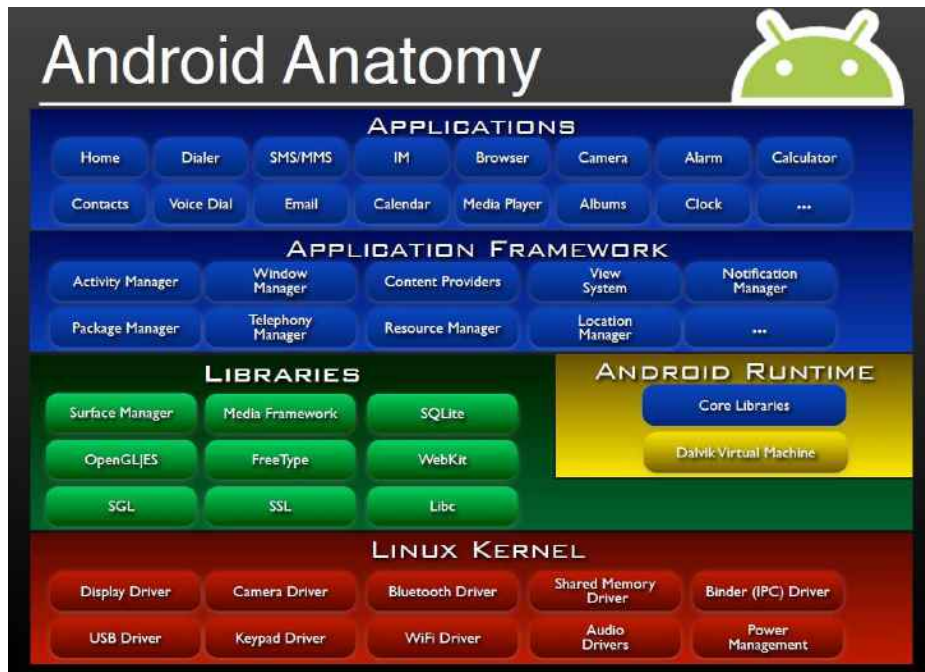 Android Anatomy
APPLICATIONS
Home Dialer SMS/MMS IM Browser Camera Alarm Calculator
Contacts Voice Dial Email Calendar Media Player Albums Clock ...
APPLICATION FRAMEWORK
Activity Manager
Window
Manager
Content Providers
View
System
Notification
Manager
Package Manager
Telephony
Manager
Resource Manager
Location
Manager
...
LIBRARIES
Surface Manager Media Framework SQLite
OpenGL|ES FreeType WebKit
SGL SSL Libc
ANDROID RUNTIME
Core Libraries
Dalvik Virtual Machine
LINUX KERNEL
Display Driver
Camera Driver
Bluetooth Driver
Shared Memory
Driver
Binder (IPC) Driver
USB Driver
Keypad Driver
WiFi Driver
Audio
Drivers
Power
Management